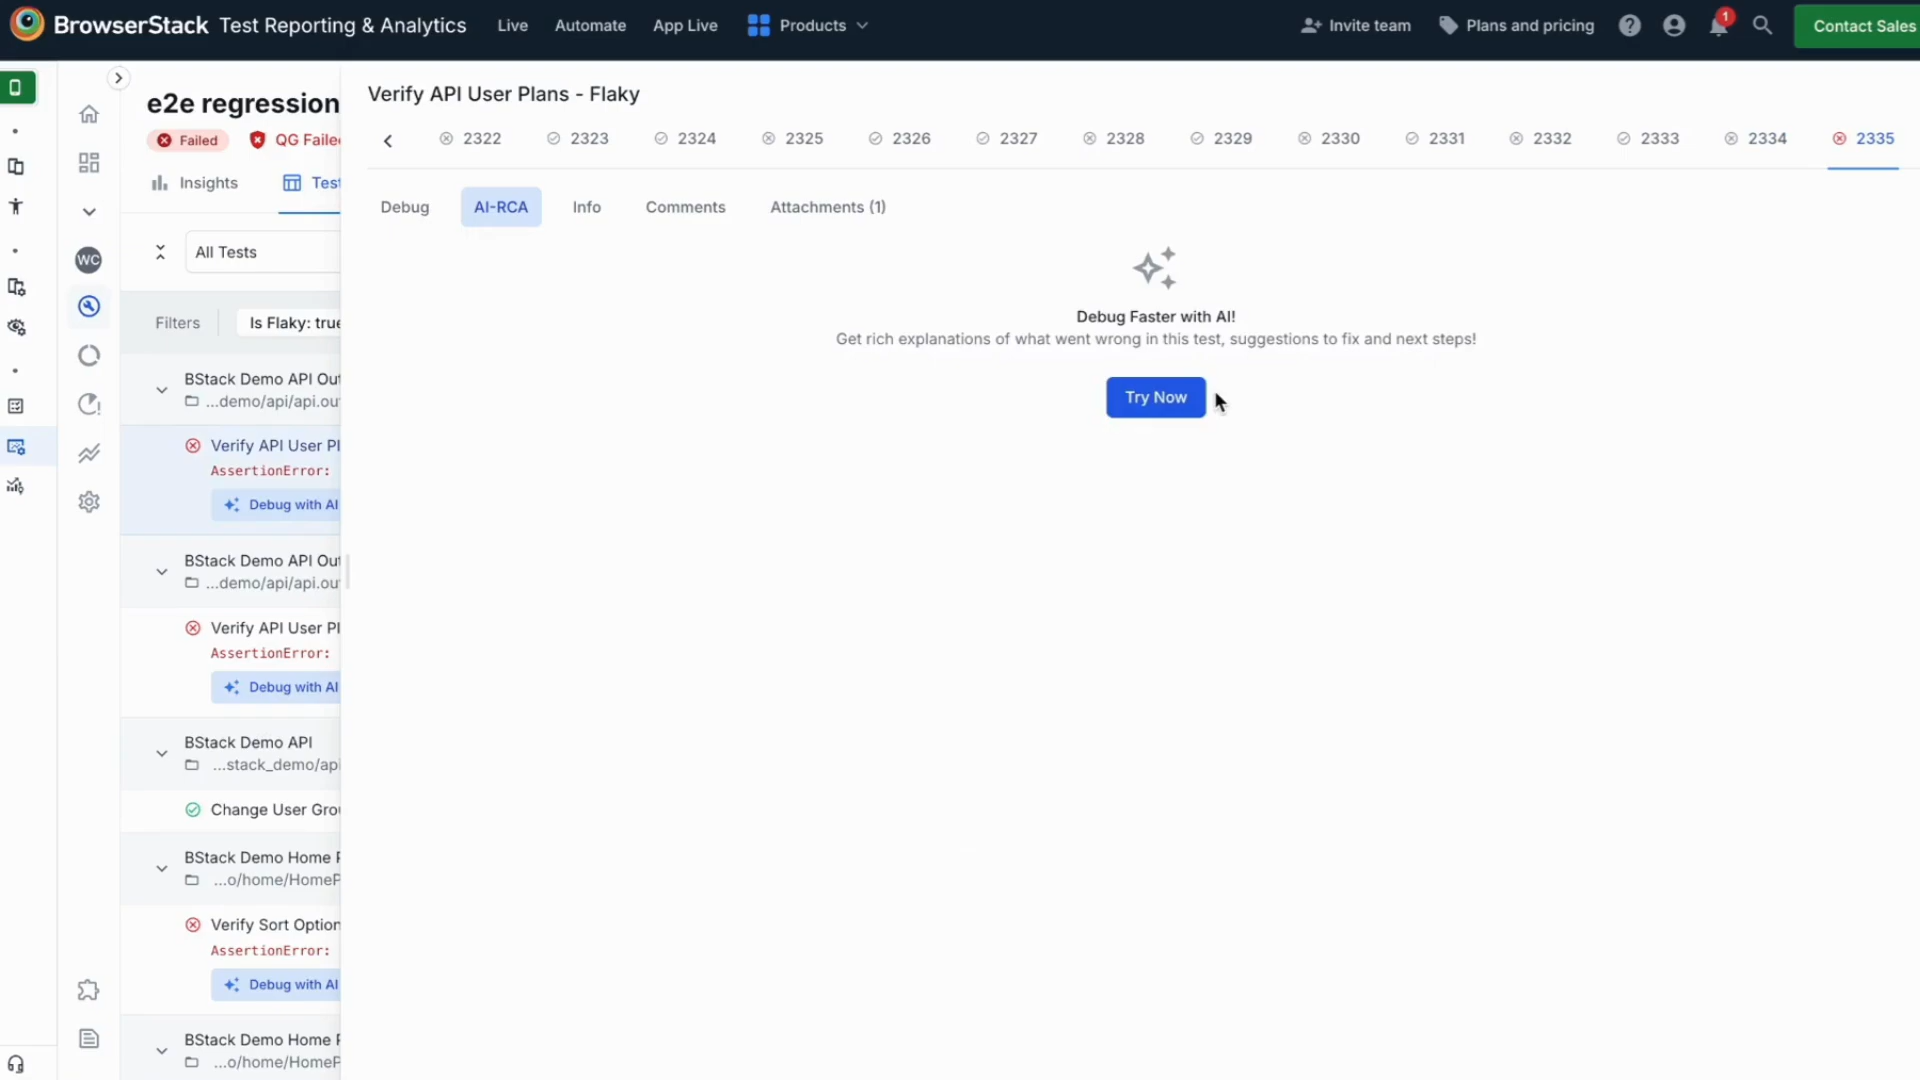 BrowserStack Test Reporting & Analytics Live Automate App Live Products Invite team Plans and pricing 1 Contact Sales
e2e regression
Failed QG Faile
Insights Test
All Tests
Filters Is Flaky: true
BStack Demo API Out
...demo/api/api.ou
Verify API User Pl
AssertionError:
Debug with AI
BStack Demo API Out
...demo/api/api.ou
Verify API User Pl
AssertionError:
Debug with AI
BStack Demo API
...stack_demo/api
Change User Grou
BStack Demo Home P
...o/home/HomeP
Verify Sort Option
AssertionError:
Debug with AI
BStack Demo Home P
...o/home/HomeP
WC
Verify API User Plans - Flaky
2322 2323 2324 2325 2326 2327 2328 2329 2330 2331 2332 2333 2334 2335
Debug AI-RCA Info Comments Attachments (1)
Debug Faster with AI!
Get rich explanations of what went wrong in this test, suggestions to fix and next steps!
Try Now